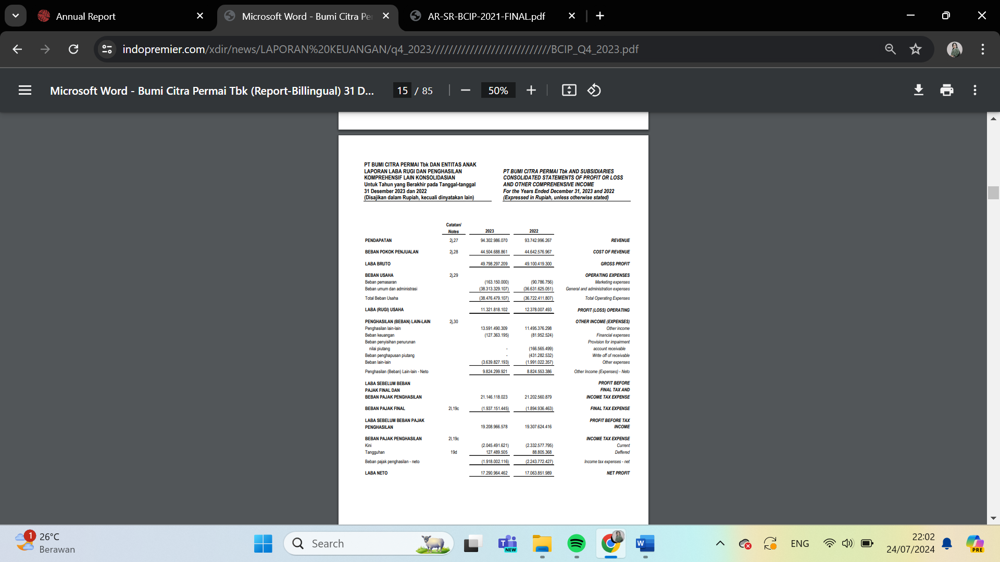 Annual Report
Microsoft Word - Bumi Citra Pe
AR-SR-BCIP-2021-FINAL.pdf
indopremier.com/xdir/news/LAPORAN%20KEUANGAN/q4_2023////////////////////////////BCIP_Q4_2023.pdf
Microsoft Word - Bumi Citra Permai Tbk (Report-Billingual) 31 D...
15 / 85
50%
PT BUMI CITRA PERMAI Tbk DAN ENTITAS ANAK
LAPORAN LABA RUGI DAN PENGHASILAN
KOMPREHENSIF LAIN KONSOLIDASIAN
Untuk Tahun yang Berakhir pada Tanggal-tanggal
31 Desember 2023 dan 2022
(Disajikan dalam Rupiah, kecuali dinyatakan lain)
PT BUMI CITRA PERMAI Tbk AND SUBSIDIARIES
CONSOLIDATED STATEMENTS OF PROFIT OR LOSS
AND OTHER COMPREHENSIVE INCOME
For the Years Ended December 31, 2023 and 2022
(Expressed in Rupiah, unless otherwise stated)
Catatan/
Notes 2023 2022
PENDAPATAN 2j,27 94.302.986.070 93.742.996.267 REVENUE
BEBAN POKOK PENJUALAN 2j,28 44.504.688.861 44.642.576.967 COST OF REVENUE
LABA BRUTO 49.798.297.209 49.100.419.300 GROSS PROFIT
BEBAN USAHA 2j,29 OPERATING EXPENSES
Beban pemasaran (163.150.000) (90.786.756) Marketing expenses
Beban umum dan administrasi (38.313.329.107) (36.631.625.051) General and administration expenses
Total Beban Usaha (38.476.479.107) (36.722.411.807) Total Operating Expenses
LABA (RUGI) USAHA 11.321.818.102 12.378.007.493 PROFIT (LOSS) OPERATING
PENGHASILAN (BEBAN) LAIN-LAIN 2j,30 OTHER INCOME (EXPENSES)
Penghasilan lain-lain 13.591.490.309 11.495.376.298 Other income
Beban keuangan (127.363.195) (81.952.524) Financial expenses
Beban penyisihan penurunan Provision for impairment
nilai piutang - (166.565.499) account receivable
Beban penghapusan piutang - (431.282.532) Write off of receivable
Beban lain-lain (3.639.827.193) (1.991.022.357) Other expenses
Penghasilan (Beban) Lain-lain - Neto 9.824.299.921 8.824.553.386 Other Income (Expenses) - Neto
LABA SEBELUM BEBAN PROFIT BEFORE
PAJAK FINAL DAN FINAL TAX AND
BEBAN PAJAK PENGHASILAN 21.146.118.023 21.202.560.879 INCOME TAX EXPENSE
BEBAN PAJAK FINAL 2l,19c (1.937.151.445) (1.894.936.463) FINAL TAX EXPENSE
LABA SEBELUM BEBAN PAJAK PROFIT BEFORE TAX
PENGHASILAN 19.208.966.578 19.307.624.416 INCOME
BEBAN PAJAK PENGHASILAN 2l,19c INCOME TAX EXPENSE
Kini (2.045.491.621) (2.332.577.795) Current
Tangguhan 19d 127.489.505 88.805.368 Deffered
Beban pajak penghasilan - neto (1.918.002.116) (2.243.772.427) Income tax expenses - net
LABA NETO 17.290.964.462 17.063.851.989 NET PROFIT
1
26°C
Berawan
Search
NEW
ENG
22:02
24/07/2024
PRE